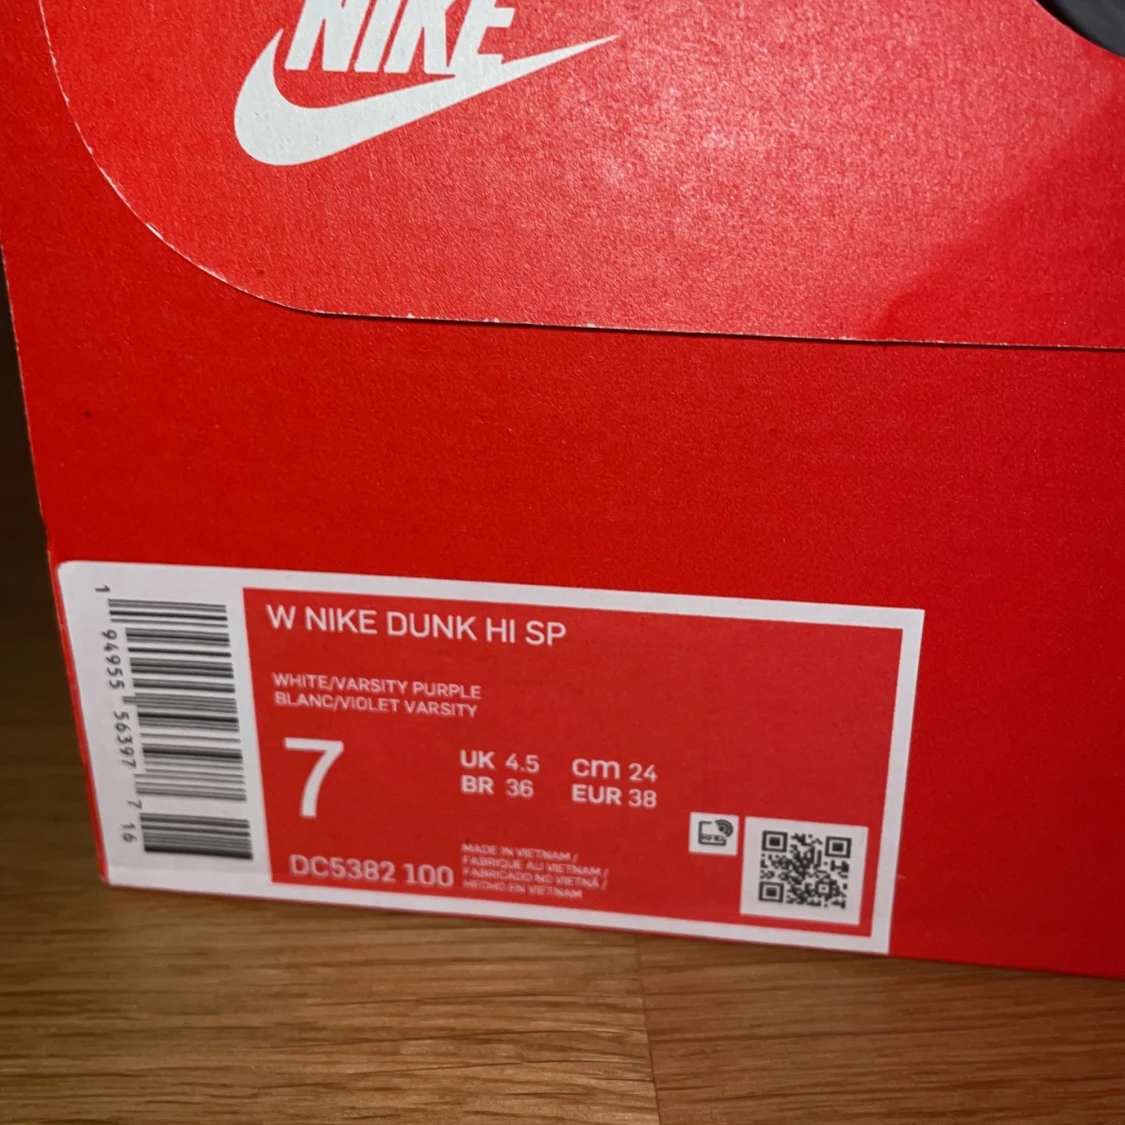 NIKE
W NIKE DUNK HI SP
WHITE/VARSITY PURPLE
BLANC/VIOLET VARSITY
7
UK 4.5 cm 24
BR 36 EUR 38
DC5382 100
MADE IN VIETNAM /
FABRIQUE AU VIETNAM /
FABRICADO NO VIETNÃ /
HECHO EN VIETNAM
1 94955 56397 7 16